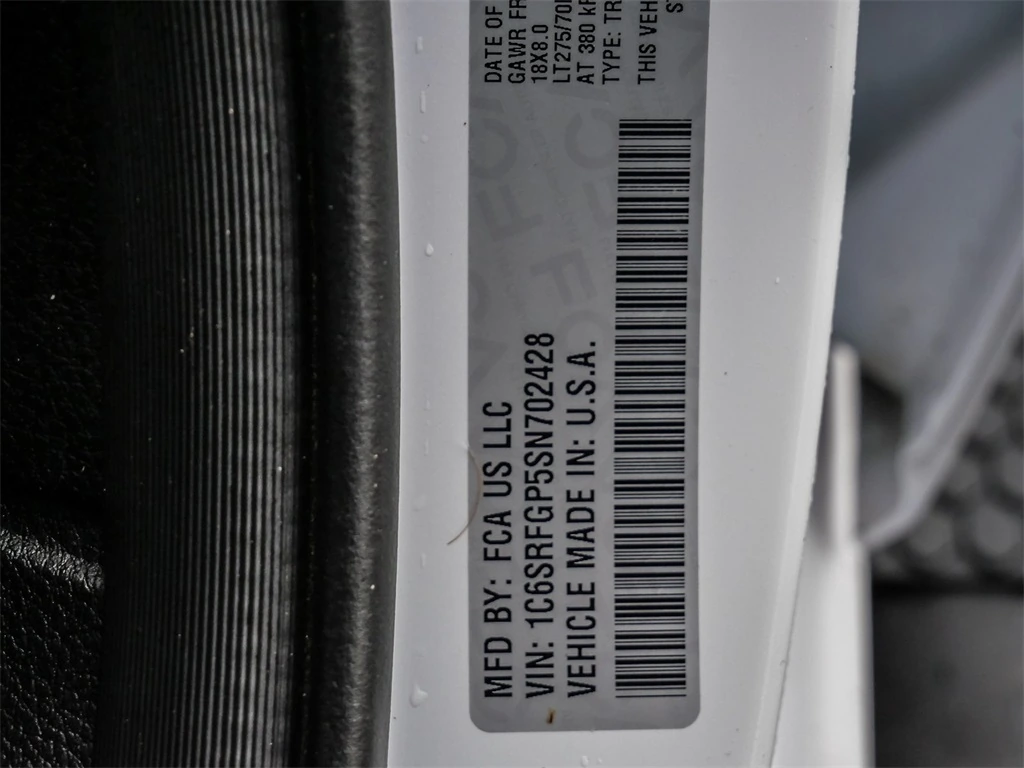 MFD BY: FCA US LLC
VIN: 1C6SRFGP5SN702428
VEHICLE MADE IN: U.S.A.
DATE OF
GAWR FR
18X8.0
LT275/70
AT 380
TYPE: TR
THIS VEH